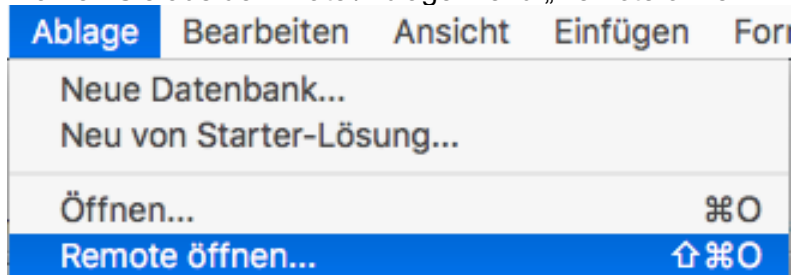 Ablage Bearbeiten Ansicht Einfügen
Neue Datenbank...
Neu von Starter-Lösung...
Öffnen... ⌘O
Remote öffnen... ⇧⌘O